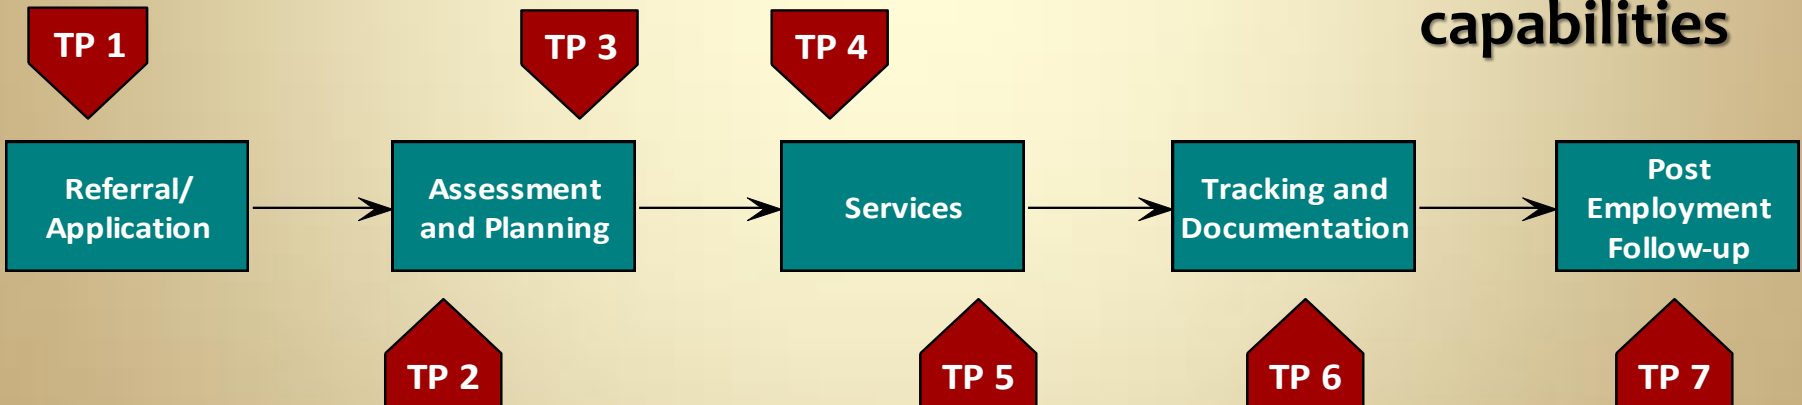 capabilities
TP 1
TP 3
TP 4
Referral/
Application
Assessment
and Planning
Services
Tracking and
Documentation
Post
Employment
Follow-up
TP 2
TP 5
TP 6
TP 7